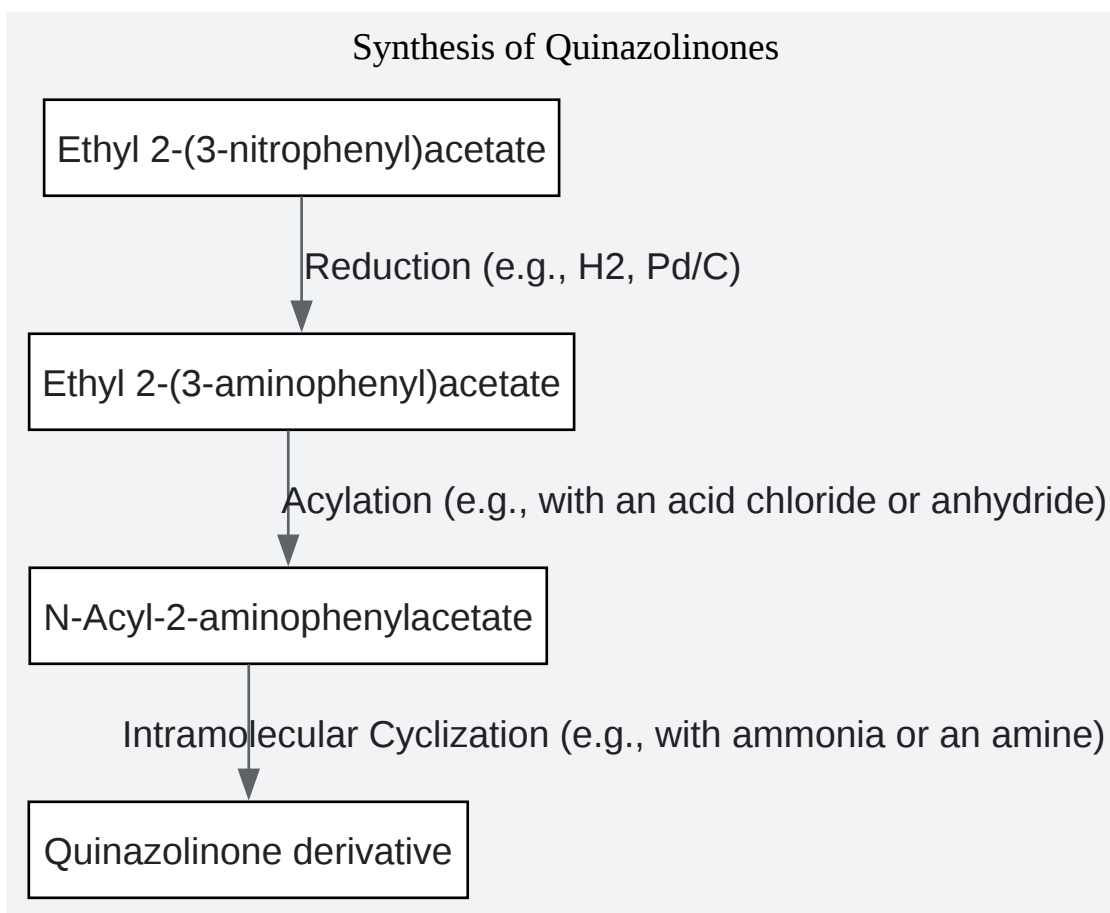 Synthesis of Quinazolinones
Ethyl 2-(3-nitrophenyl)acetate
Reduction (e.g., H2, Pd/C)
Ethyl 2-(3-aminophenyl)acetate
Acylation (e.g., with an acid chloride or anhydride)
N-Acyl-2-aminophenylacetate
Intramolecular Cyclization (e.g., with ammonia or an amine)
Quinazolinone derivative